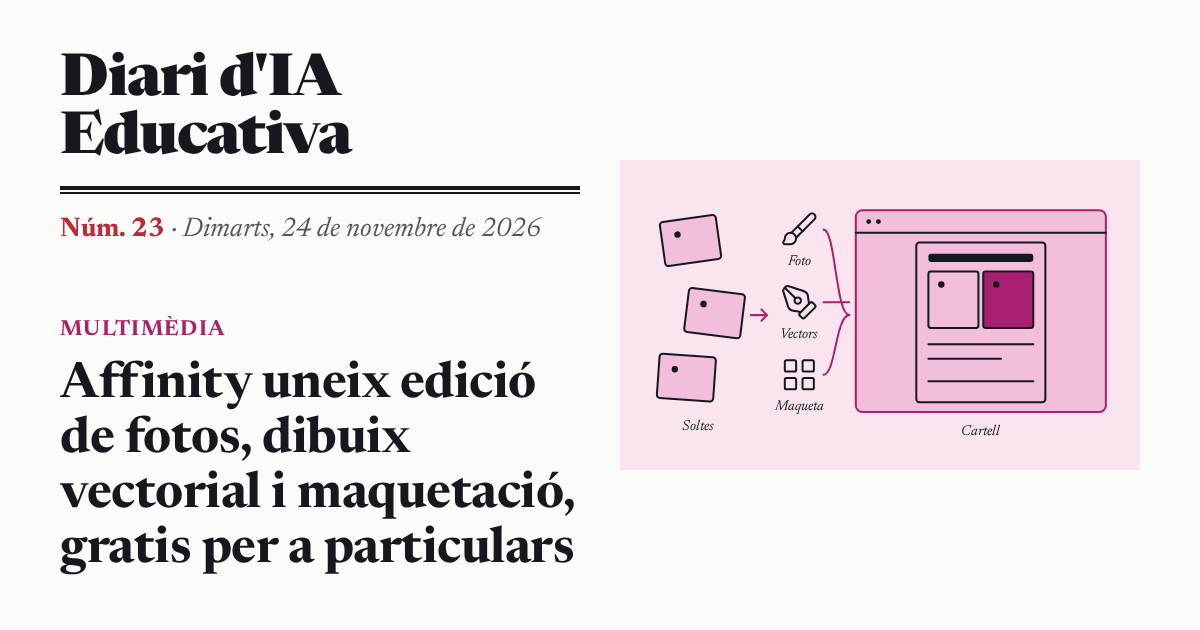 Diari d'IA
Educativa
Núm. 23 · Dimarts, 24 de novembre de 2026
MULTIMÈDIA
Affinity uneix edició
de fotos, dibuix
vectorial i maquetació,
gratis per a particulars
Foto
Vectors
Maqueta
Soltes
Cartell